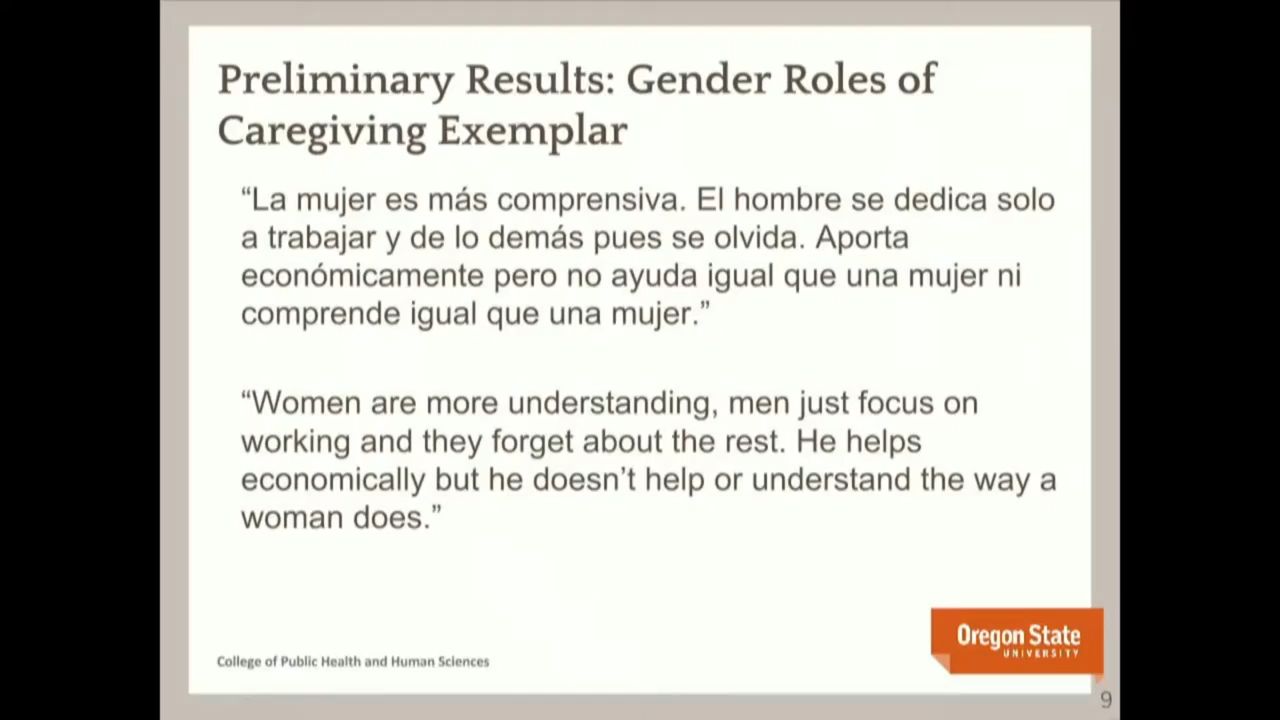 Preliminary Results: Gender Roles of
Caregiving Exemplar
“La mujer es más comprensiva. El hombre se dedica solo
a trabajar y de lo demás pues se olvida. Aporta
económicamente pero no ayuda igual que una mujer ni
comprende igual que una mujer.”
“Women are more understanding, men just focus on
working and they forget about the rest. He helps
economically but he doesn’t help or understand the way a
woman does.”
Oregon State
UNIVERSITY
College of Public Health and Human Sciences
9